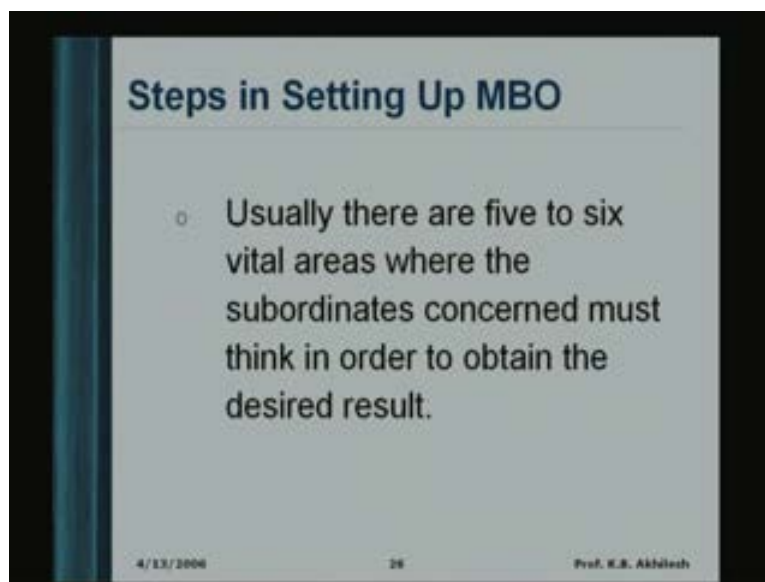 Steps in Setting Up MBO
o Usually there are five to six
vital areas where the
subordinates concerned must
think in order to obtain the
desired result.
4/13/2006 26 Prof. K.B. Akhilesh